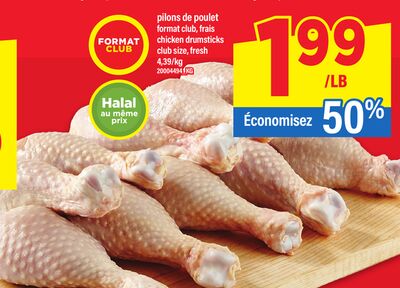 FORMAT
CLUB
pilons de poulet
format club, frais
chicken drumsticks
club size, fresh
4,39/kg
20004494 KG
Halal
au même
prix
1 99
/LB
Économisez 50%